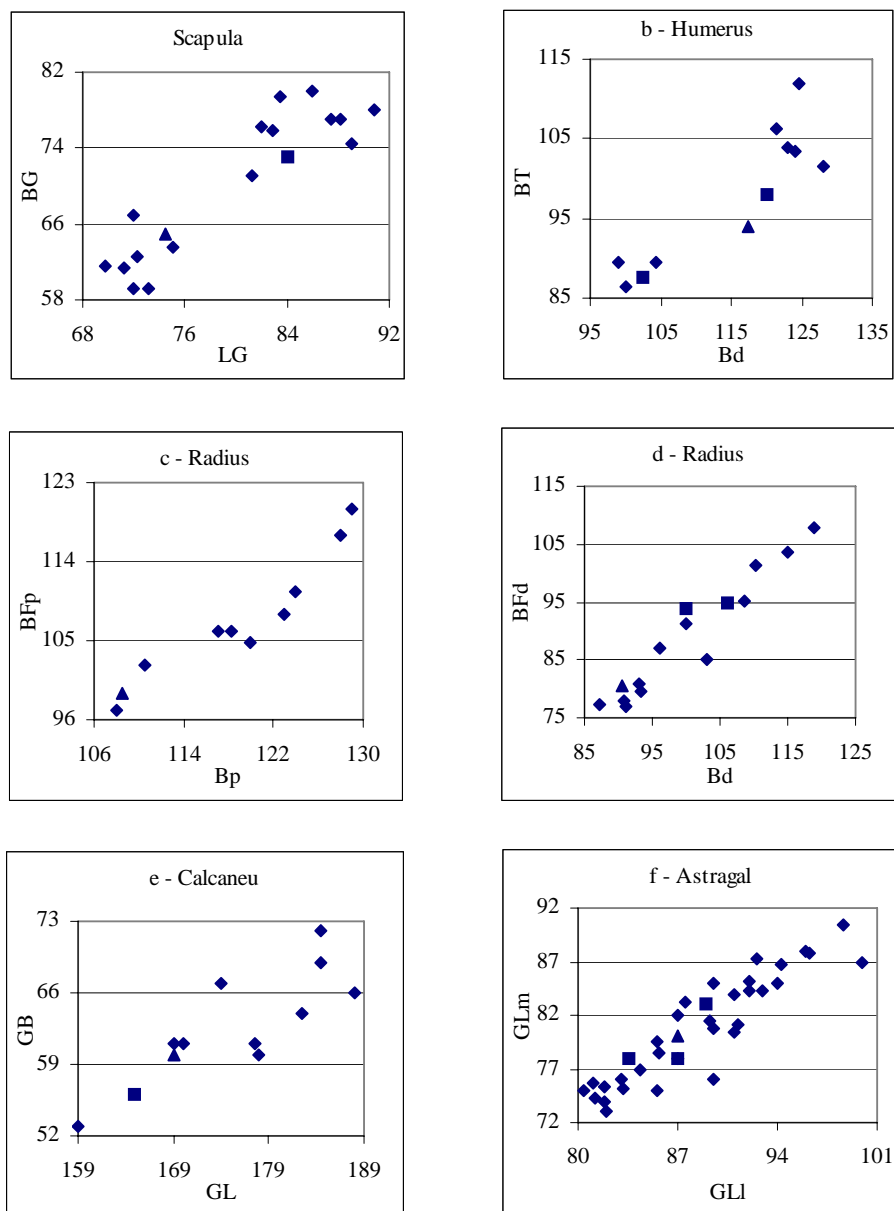 Scapula
82
74
66
58
BG
68 76 84 92
LG
b - Humerus
115
105
95
85
BT
95 105 115 125 135
Bd
c - Radius
123
114
105
96
BFp
106 114 122 130
Bp
d - Radius
115
105
95
85
75
BFd
85 95 105 115 125
Bd
e - Calcaneu
73
66
59
52
GB
159 169 179 189
GL
f - Astragal
92
87
82
77
72
GLm
80 87 94 101
GLl